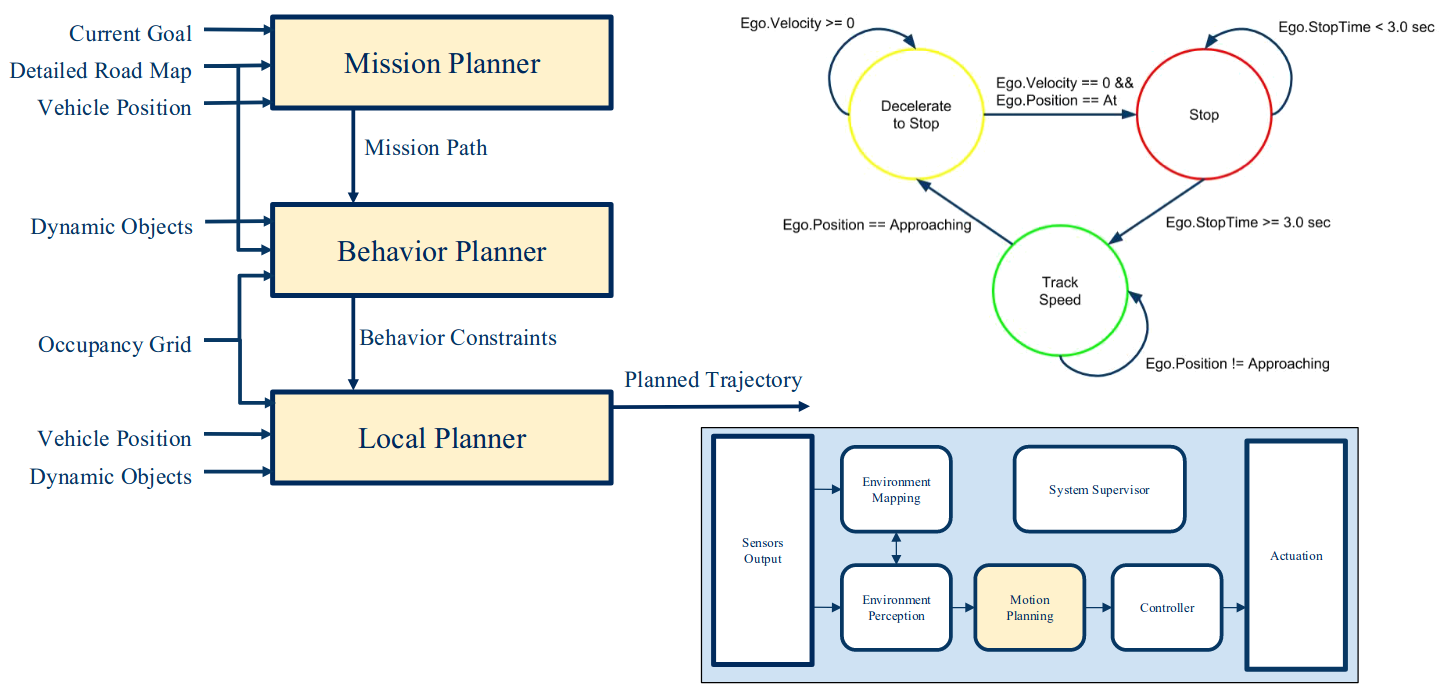 Current Goal
Detailed Road Map
Vehicle Position
Mission Planner
Mission Path
Dynamic Objects
Behavior Planner
Occupancy Grid
Behavior Constraints
Vehicle Position
Dynamic Objects
Local Planner
Planned Trajectory
Ego.Velocity >= 0
Decelerate
to Stop
Ego.Velocity == 0 &&
Ego.Position == At
Stop
Ego.StopTime < 3.0 sec
Ego.StopTime >= 3.0 sec
Ego.Position == Approaching
Track
Speed
Ego.Position != Approaching
Sensors
Output
Environment
Mapping
System Supervisor
Environment
Perception
Motion
Planning
Controller
Actuation